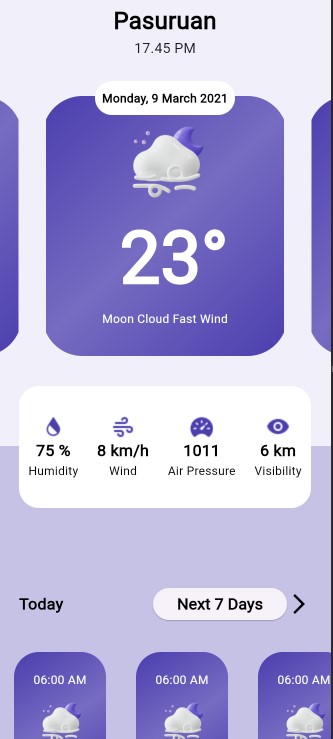 Pasuruan
17.45 PM
Monday, 9 March 2021
23°
Moon Cloud Fast Wind
75 % 8 km/h 1011 6 km
Humidity Wind Air Pressure Visibility
Today Next 7 Days
06:00 AM 06:00 AM 06:00 AM